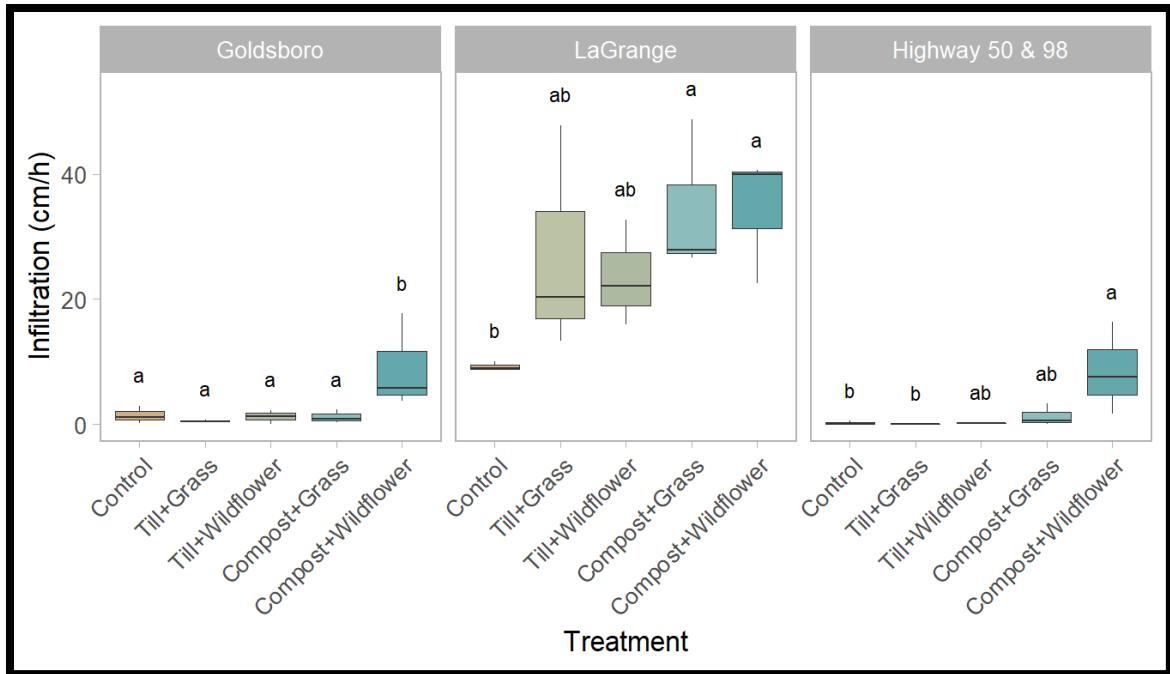 Goldsboro
LaGrange
Highway 50 & 98
Infiltration (cm/h)
40
20
0
a
a
a
a
b
b
ab
ab
a
a
b
b
ab
ab
a
Control
Till+Grass
Till+Wildflower
Compost+Grass
Compost+Wildflower
Control
Till+Grass
Till+Wildflower
Compost+Grass
Compost+Wildflower
Control
Till+Grass
Till+Wildflower
Compost+Grass
Compost+Wildflower
Treatment